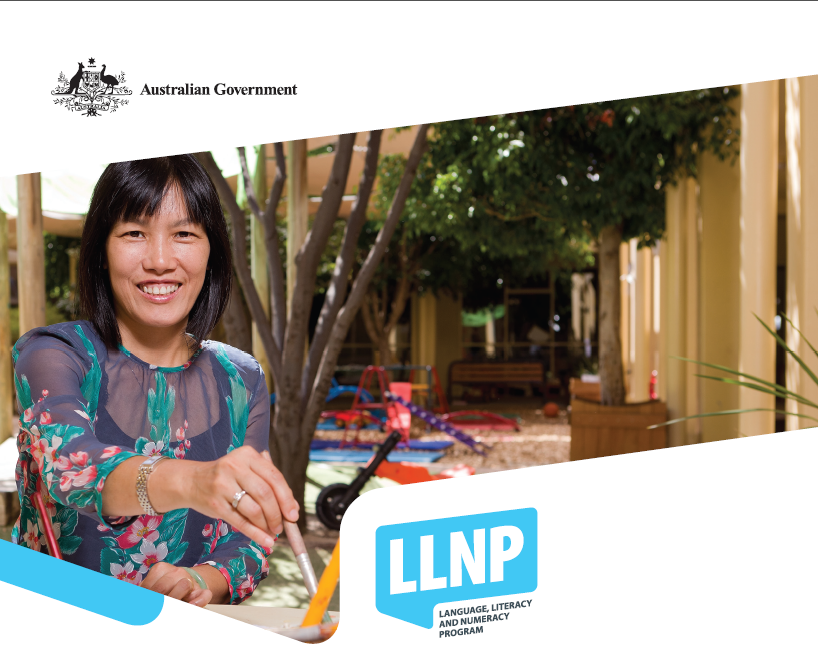 Australian Government
LLNP
LANGUAGE, LITERACY
AND NUMERACY
PROGRAM